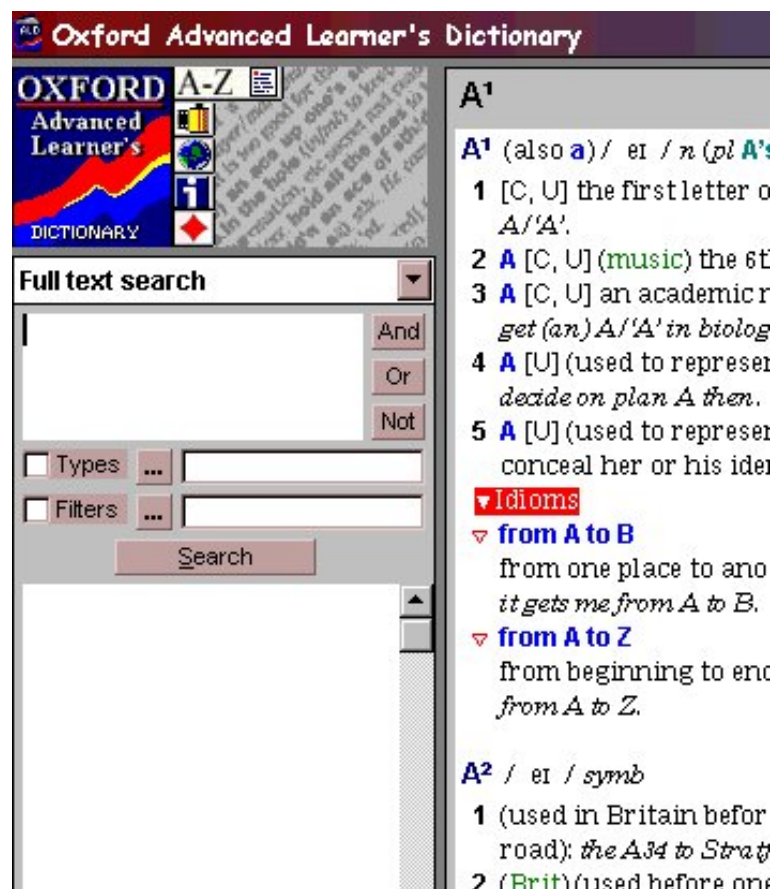 Oxford Advanced Learner's Dictionary
OXFORD
Advanced
Learner's
DICTIONARY
A-Z
Full text search
And
Or
Not
Types ...
Filters ...
Search
A¹
A¹ (also a) / eɪ / n (pl A's
1 [C, U] the first letter o
A/‘A’.
2 A [C, U] (music) the 6t
3 A [C, U] an academic r
get (an) A/‘A’ in biolog
4 A [U] (used to represen
decide on plan A then.
5 A [U] (used to represen
conceal her or his iden
Idioms
from A to B
from one place to ano
it gets me from A to B.
from A to Z
from beginning to end
from A to Z.
A² / eɪ / symb
1 (used in Britain befor
road): the A34 to Stratf
2 (Brit) (used before one